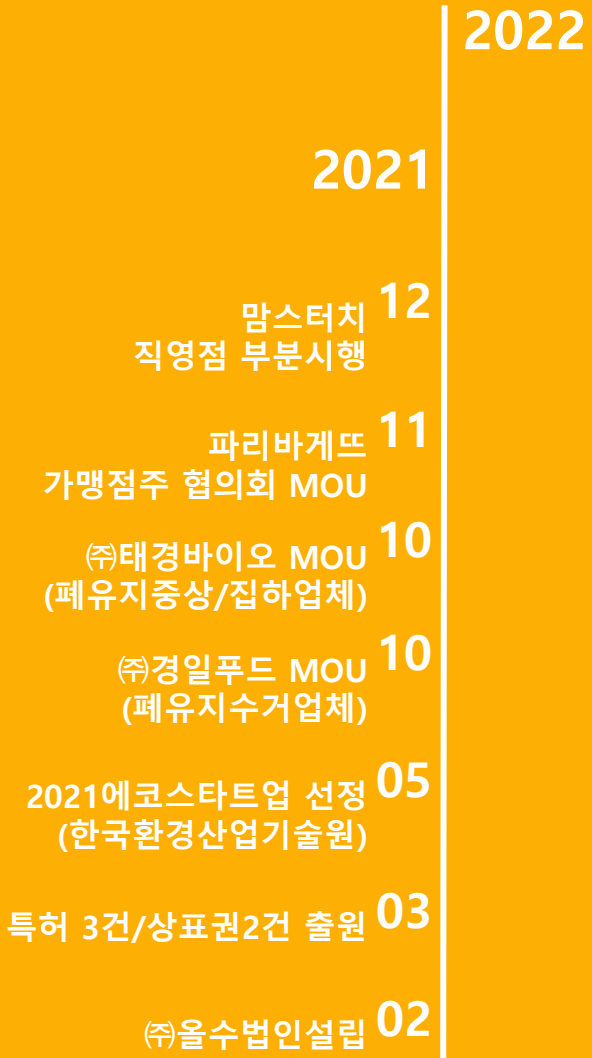 2022
2021
12
맘스터치
직영점 부분시행
11
파리바게뜨
가맹점주 협의회 MOU
10
㈜태경바이오 MOU
(폐유지중상/집하업체)
10
㈜경일푸드 MOU
(폐유지수거업체)
05
2021에코스타트업 선정
(한국환경산업기술원)
03
특허 3건/상표권2건 출원
02
㈜올수법인설립